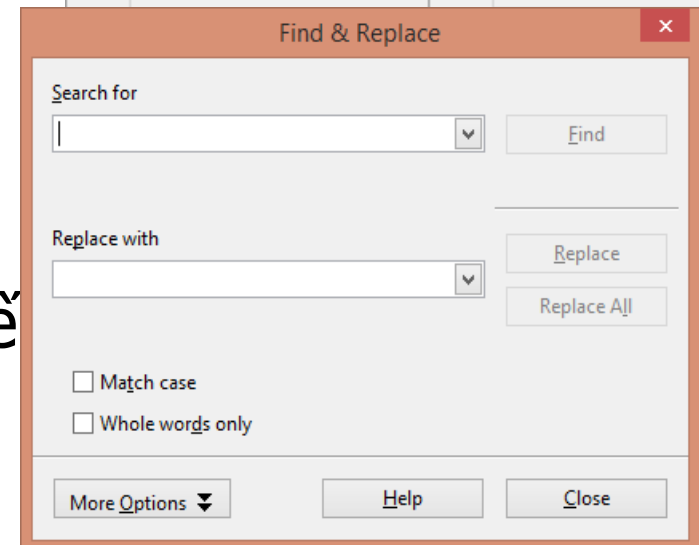 Find & Replace
Search for
Find
Replace with
Replace
ě
Replace All
Match case
Whole words only
More Options
Help
Close